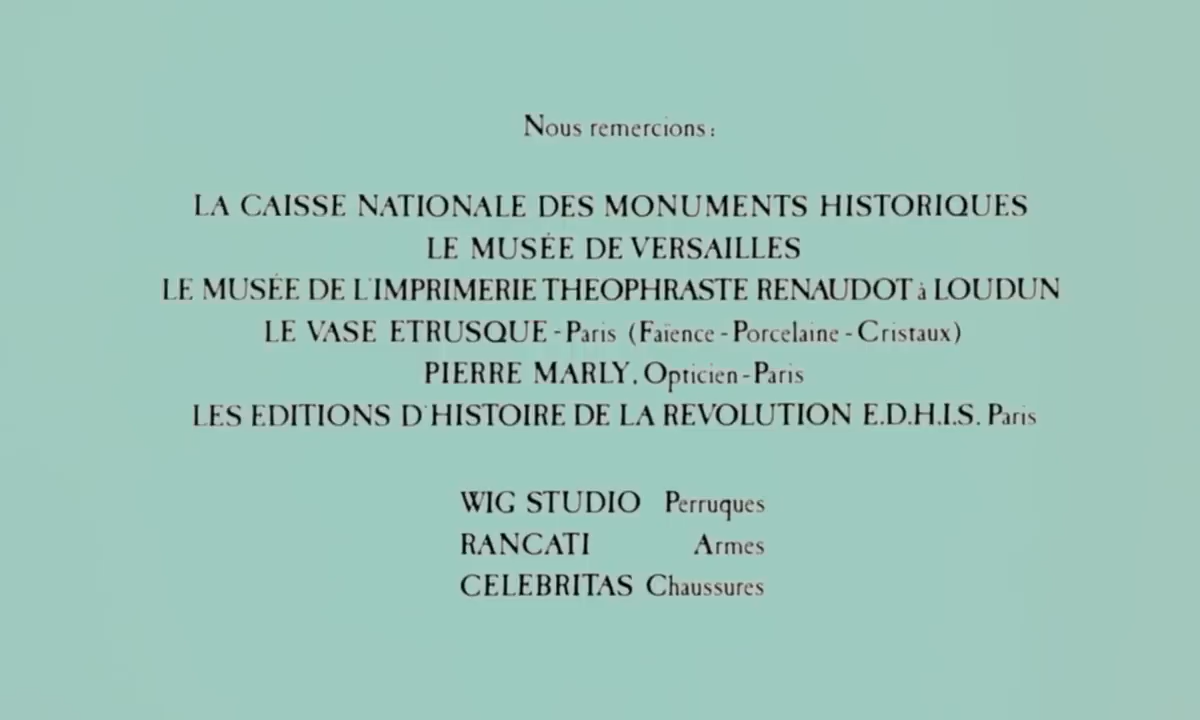 Nous remercions:
LA CAISSE NATIONALE DES MONUMENTS HISTORIQUES
LE MUSÉE DE VERSAILLES
LE MUSÉE DE L'IMPRIMERIE THEOPHRASTE RENAUDOT à LOUDUN
LE VASE ETRUSQUE - Paris (Faïence - Porcelaine - Cristaux)
PIERRE MARLY, Opticien - Paris
LES EDITIONS D'HISTOIRE DE LA REVOLUTION E.D.H.I.S. Paris
WIG STUDIO Perruques
RANCATI Armes
CELEBRITAS Chaussures